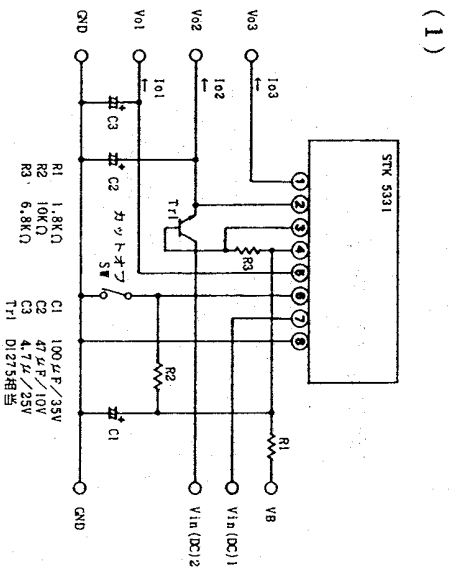 (1)
STK 5331
① ② ③ ④ ⑤ ⑥ ⑦ ⑧
Vo3
Io3
Vo2
Io2
Vo1
Io1
GND
Tr1
R3
R1
R2
C3
C2
C1
カットオフ
SW
VB
Vin(DC)1
Vin(DC)2
GND
R1 1.8KΩ
R2 10KΩ
R3 6.8KΩ
C1 100μF/35V
C2 47μF/10V
C3 4.7μ/25V
Tr1 D1275相当